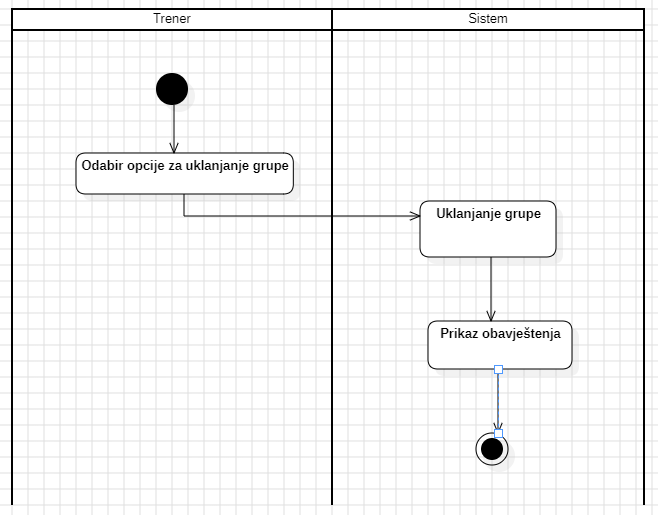 Trener
Sistem
Odabir opcije za uklanjanje grupe
Uklanjanje grupe
Prikaz obavještenja